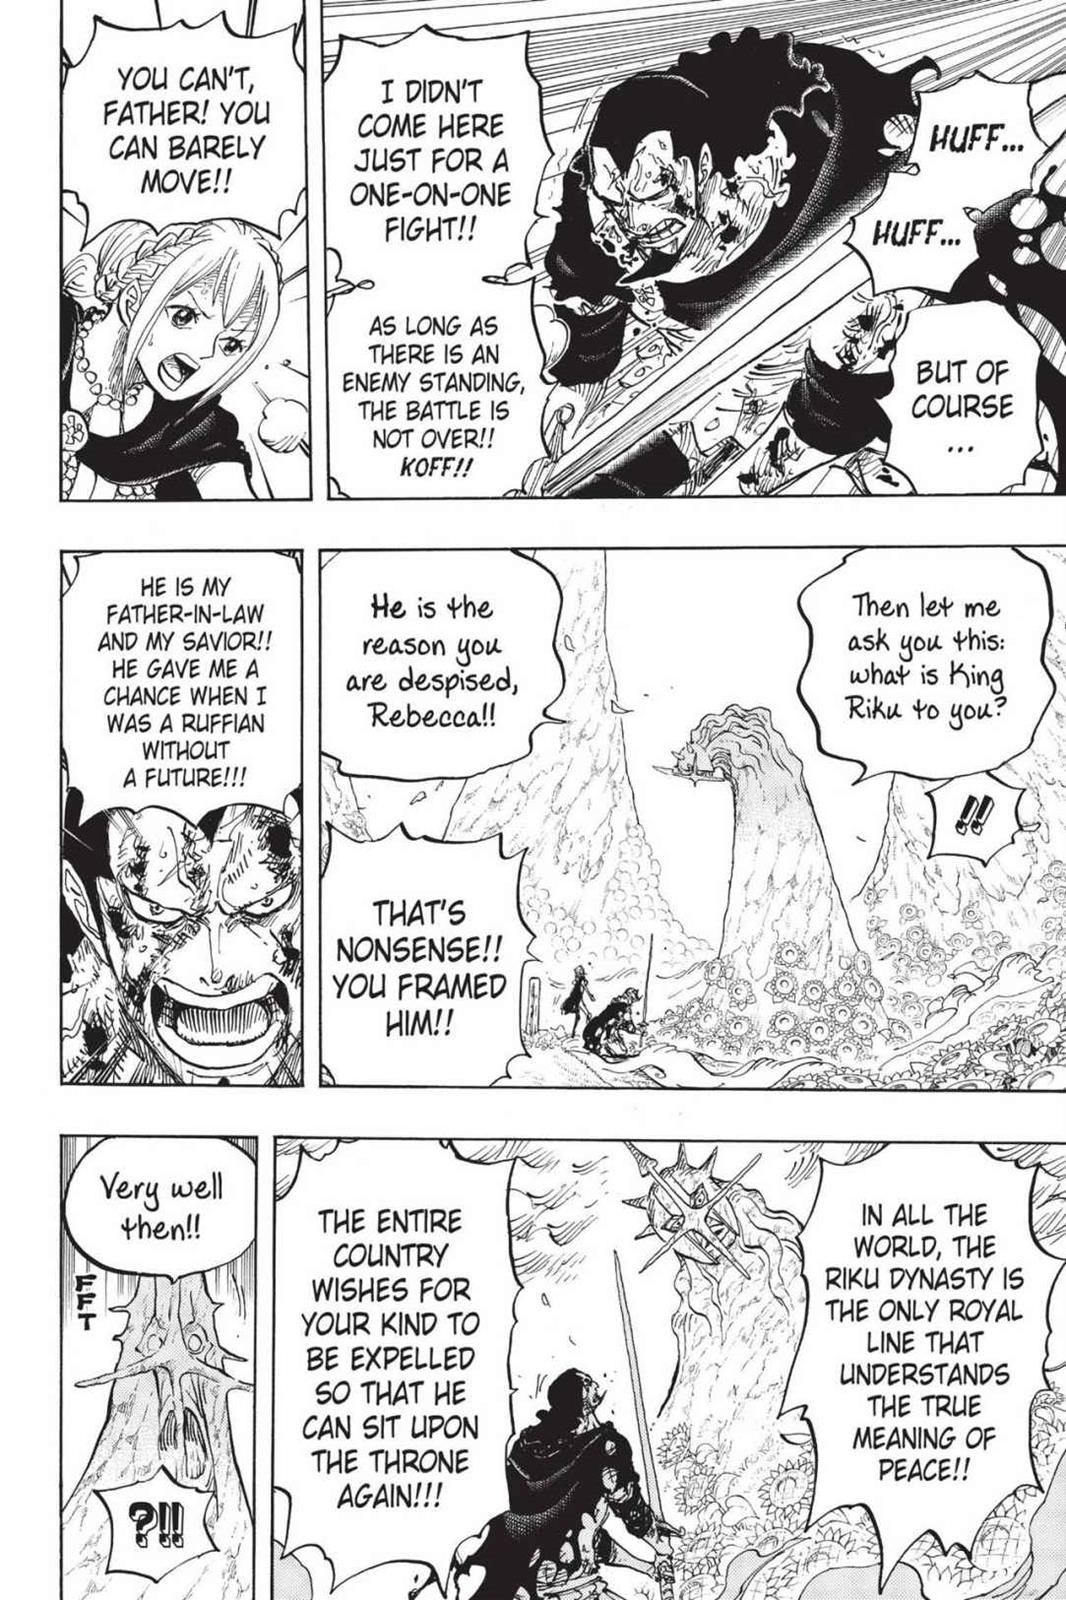 HUFF...
HUFF...
BUT OF
COURSE
...
I DIDN'T
COME HERE
JUST FOR A
ONE-ON-ONE
FIGHT!!
AS LONG AS
THERE IS AN
ENEMY STANDING,
THE BATTLE IS
NOT OVER!!
KOFF!!
YOU CAN'T,
FATHER! YOU
CAN BARELY
MOVE!!
Then let me
ask you this:
what is King
Riku to you?
!!
He is the
reason you
are despised,
Rebecca!!
THAT'S
NONSENSE!!
YOU FRAMED
HIM!!
HE IS MY
FATHER-IN-LAW
AND MY SAVIOR!!
HE GAVE ME A
CHANCE WHEN I
WAS A RUFFIAN
WITHOUT
A FUTURE!!!
IN ALL THE
WORLD, THE
RIKU DYNASTY IS
THE ONLY ROYAL
LINE THAT
UNDERSTANDS
THE TRUE
MEANING OF
PEACE!!
THE ENTIRE
COUNTRY
WISHES FOR
YOUR KIND TO
BE EXPELLED
SO THAT HE
CAN SIT UPON
THE THRONE
AGAIN!!!
Very well
then!!
FFT
?!!